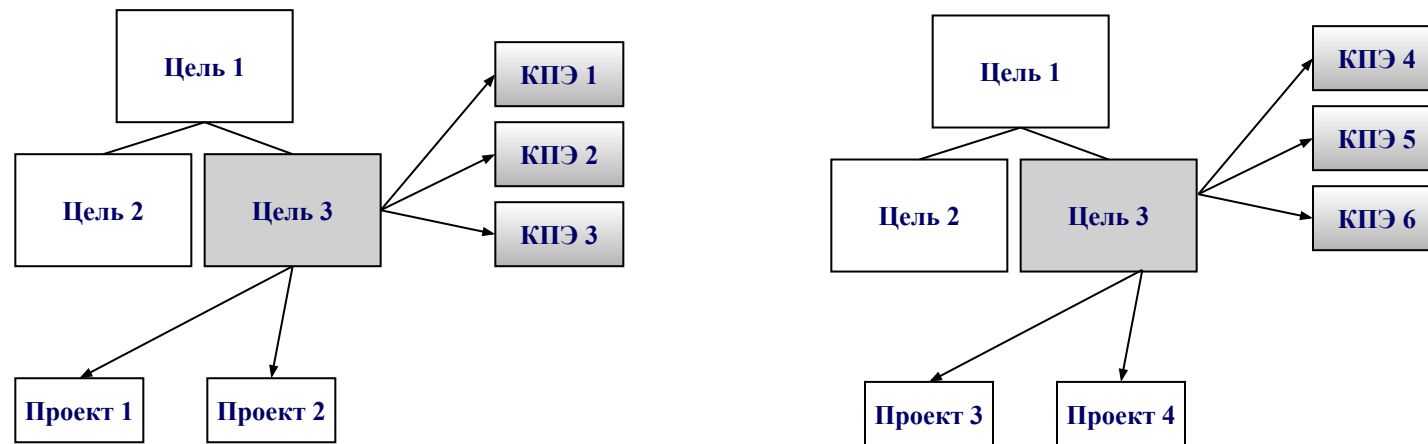 Цель 1
КПЭ 1
КПЭ 2
Цель 2
Цель 3
КПЭ 3
Проект 1
Проект 2
Цель 1
КПЭ 4
КПЭ 5
Цель 2
Цель 3
КПЭ 6
Проект 3
Проект 4